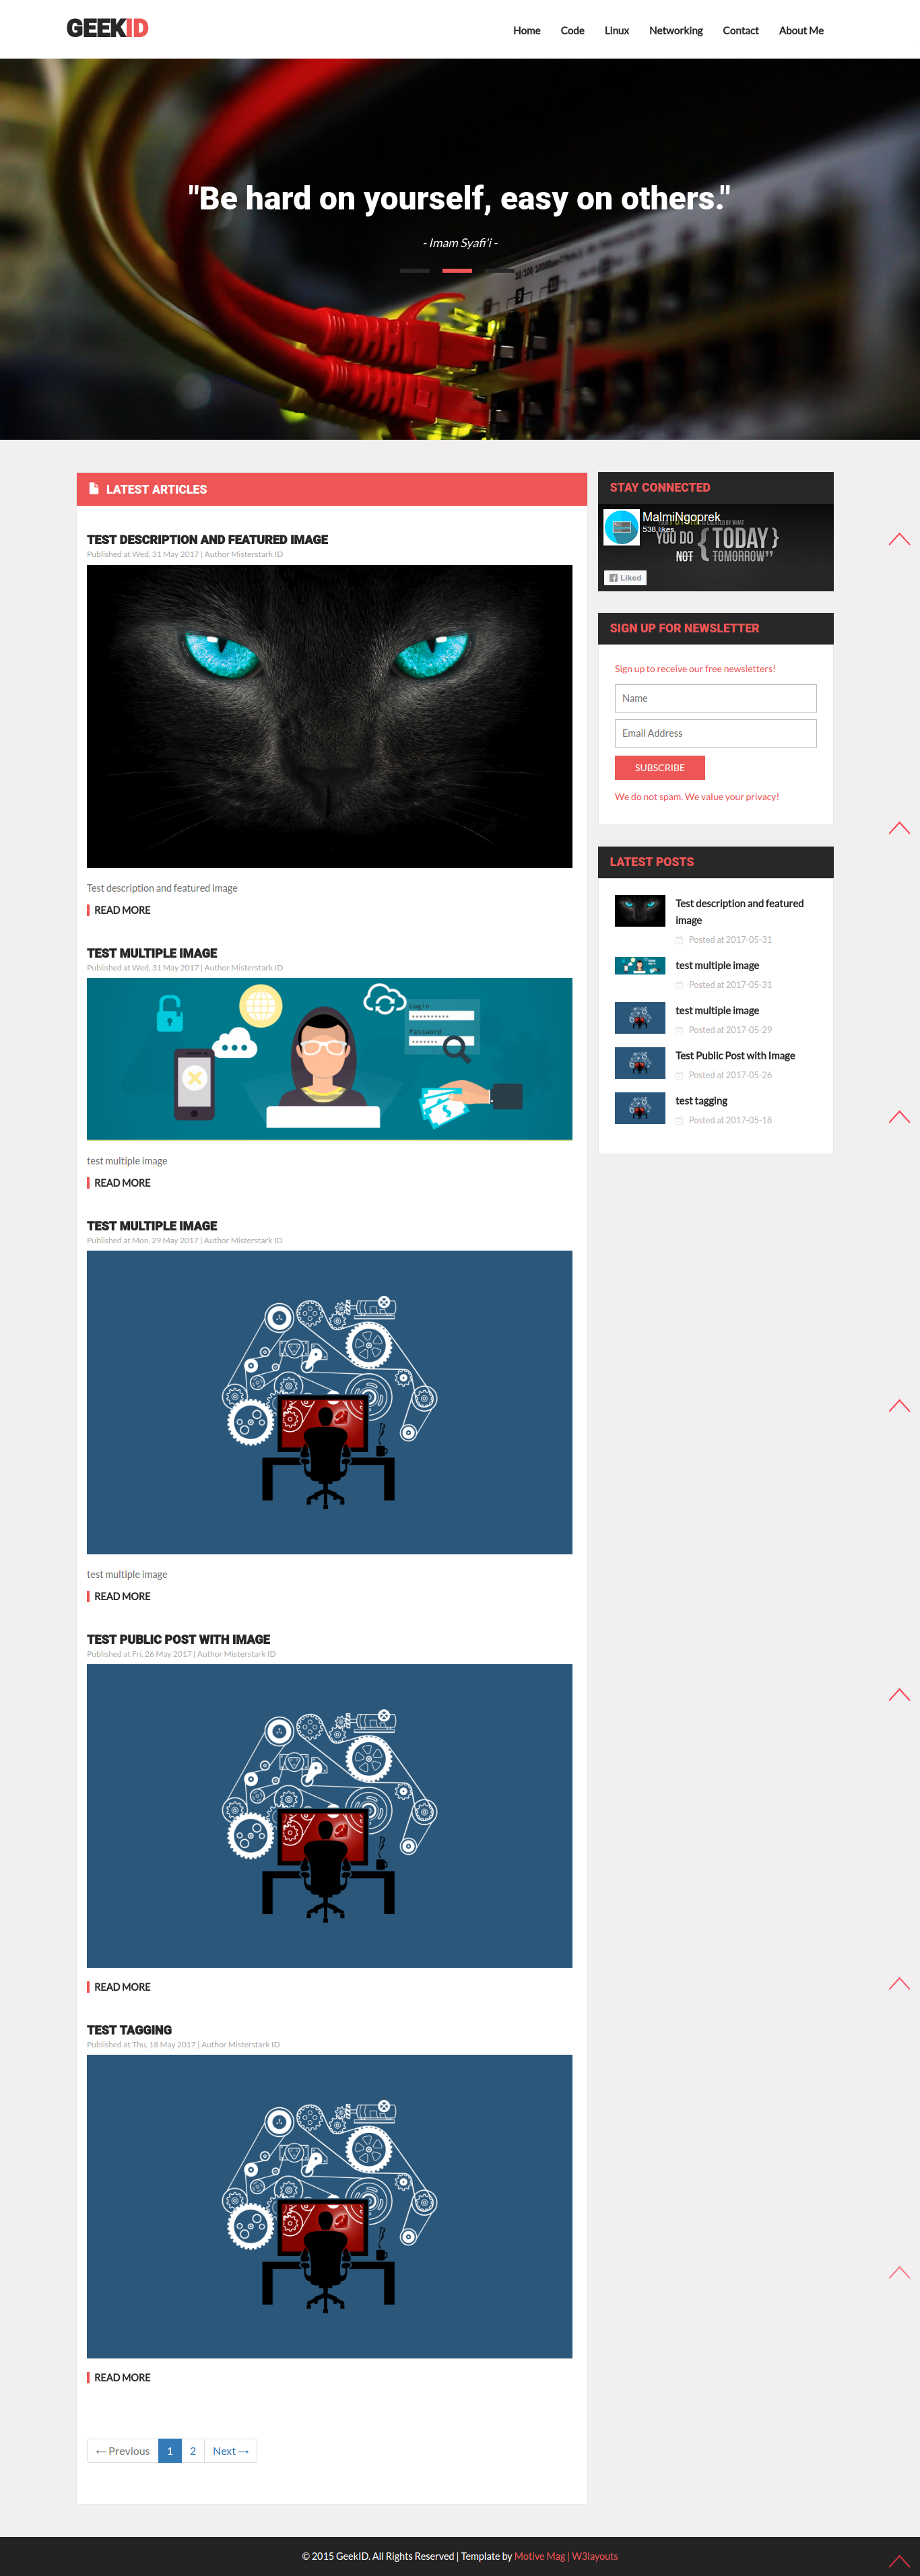 GEEKID
Home Code Linux Networking Contact About Me
"Be hard on yourself, easy on others."
- Imam Syafi'i -
LATEST ARTICLES
TEST DESCRIPTION AND FEATURED IMAGE
Published at Wed, 31 May 2017 | Author Misterstark ID
Test description and featured image
READ MORE
TEST MULTIPLE IMAGE
Published at Wed, 31 May 2017 | Author Misterstark ID
Login
Password
test multiple image
READ MORE
TEST MULTIPLE IMAGE
Published at Mon, 29 May 2017 | Author Misterstark ID
test multiple image
READ MORE
TEST PUBLIC POST WITH IMAGE
Published at Fri, 26 May 2017 | Author Misterstark ID
READ MORE
TEST TAGGING
Published at Thu, 18 May 2017 | Author Misterstark ID
READ MORE
← Previous 1 2 Next →
STAY CONNECTED
MalmiNgoprek
538 likes
IS CREATED BY WHAT
YOU DO { TODAY }
NOT TOMORROW”
Liked
SIGN UP FOR NEWSLETTER
Sign up to receive our free newsletters!
Name
Email Address
SUBSCRIBE
We do not spam. We value your privacy!
LATEST POSTS
Test description and featured
image
Posted at 2017-05-31
test multiple image
Posted at 2017-05-31
test multiple image
Posted at 2017-05-29
Test Public Post with Image
Posted at 2017-05-26
test tagging
Posted at 2017-05-18
© 2015 GeekID. All Rights Reserved | Template by Motive Mag | W3layouts